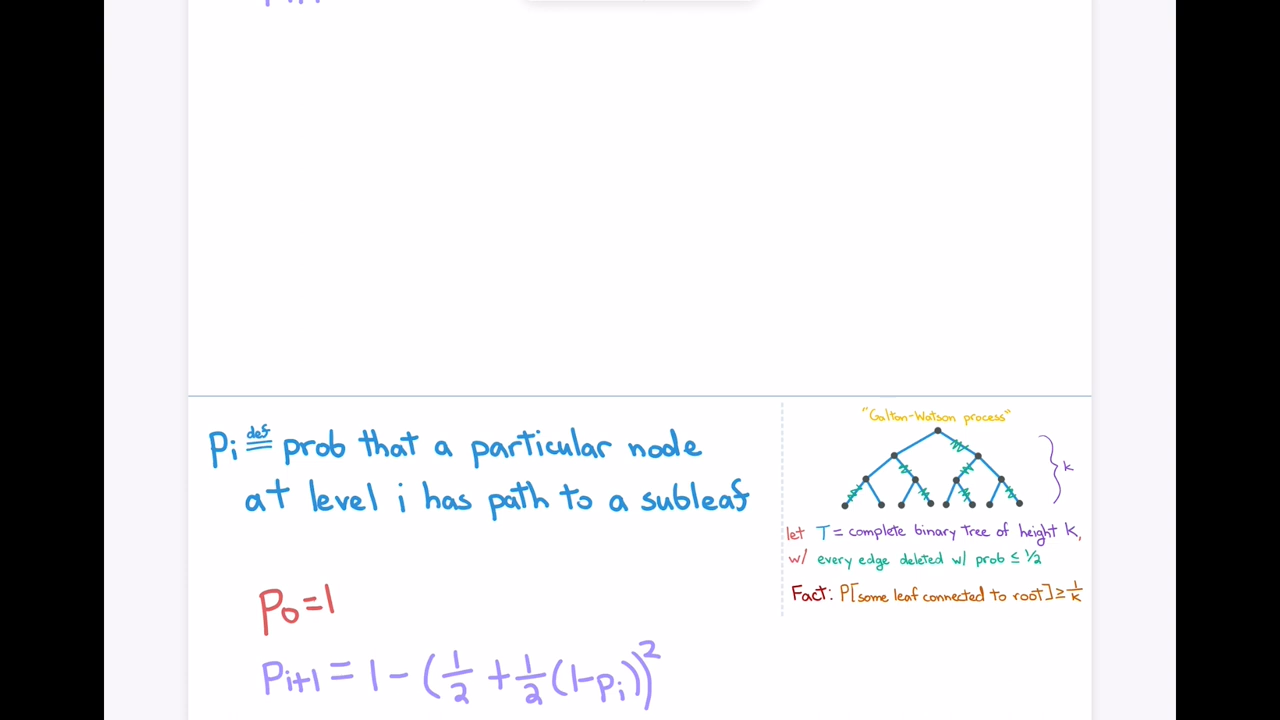 pᵢ ≝ prob that a particular node
at level i has path to a subleaf
p₀=1
pᵢ₊₁ = 1 - (1/2 + 1/2(1-pᵢ))²
"Galton-Watson process"
k
let T = complete binary tree of height k,
w/ every edge deleted w/ prob ≤ 1/2
Fact: P[some leaf connected to root] ≥ 1/k